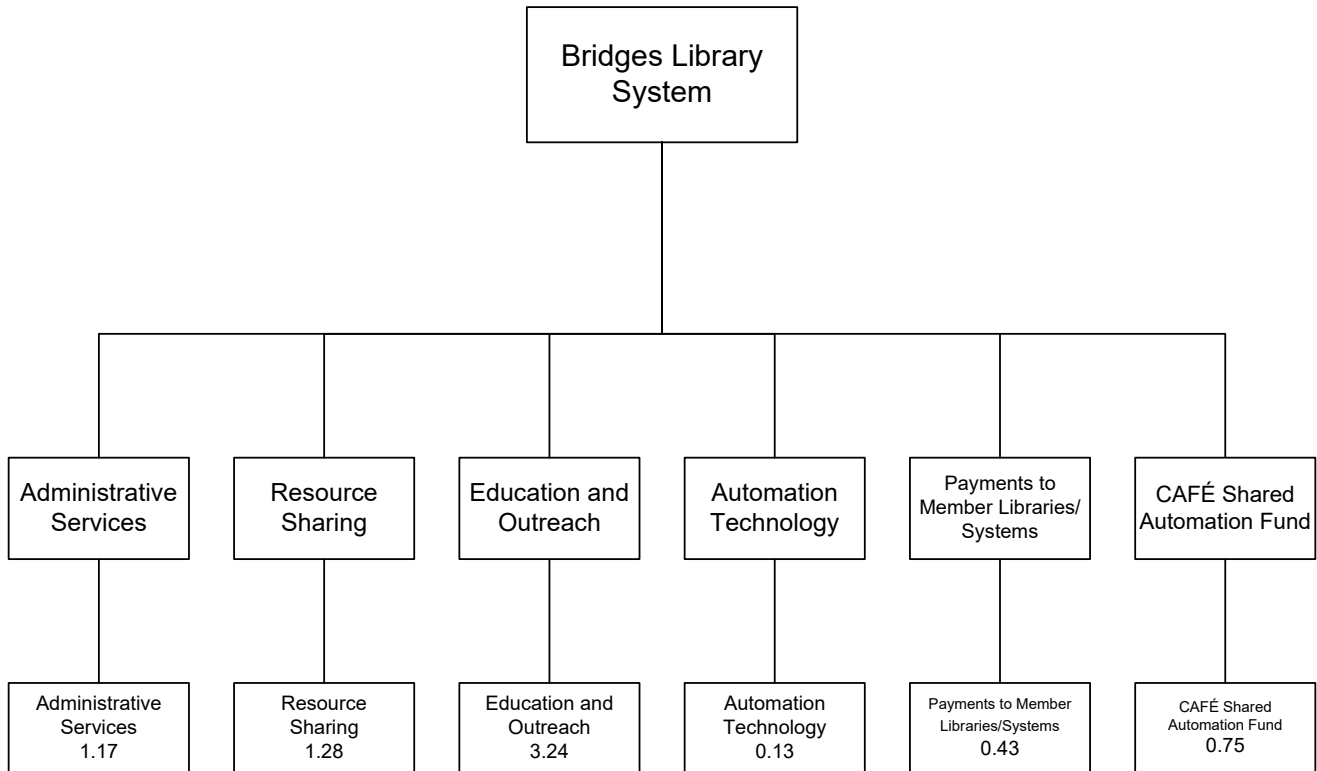 Bridges Library
System
Administrative
Services
Resource
Sharing
Education and
Outreach
Automation
Technology
Payments to
Member Libraries/
Systems
CAFÉ Shared
Automation Fund
Administrative
Services
1.17
Resource
Sharing
1.28
Education and
Outreach
3.24
Automation
Technology
0.13
Payments to Member
Libraries/Systems
0.43
CAFÉ Shared
Automation Fund
0.75